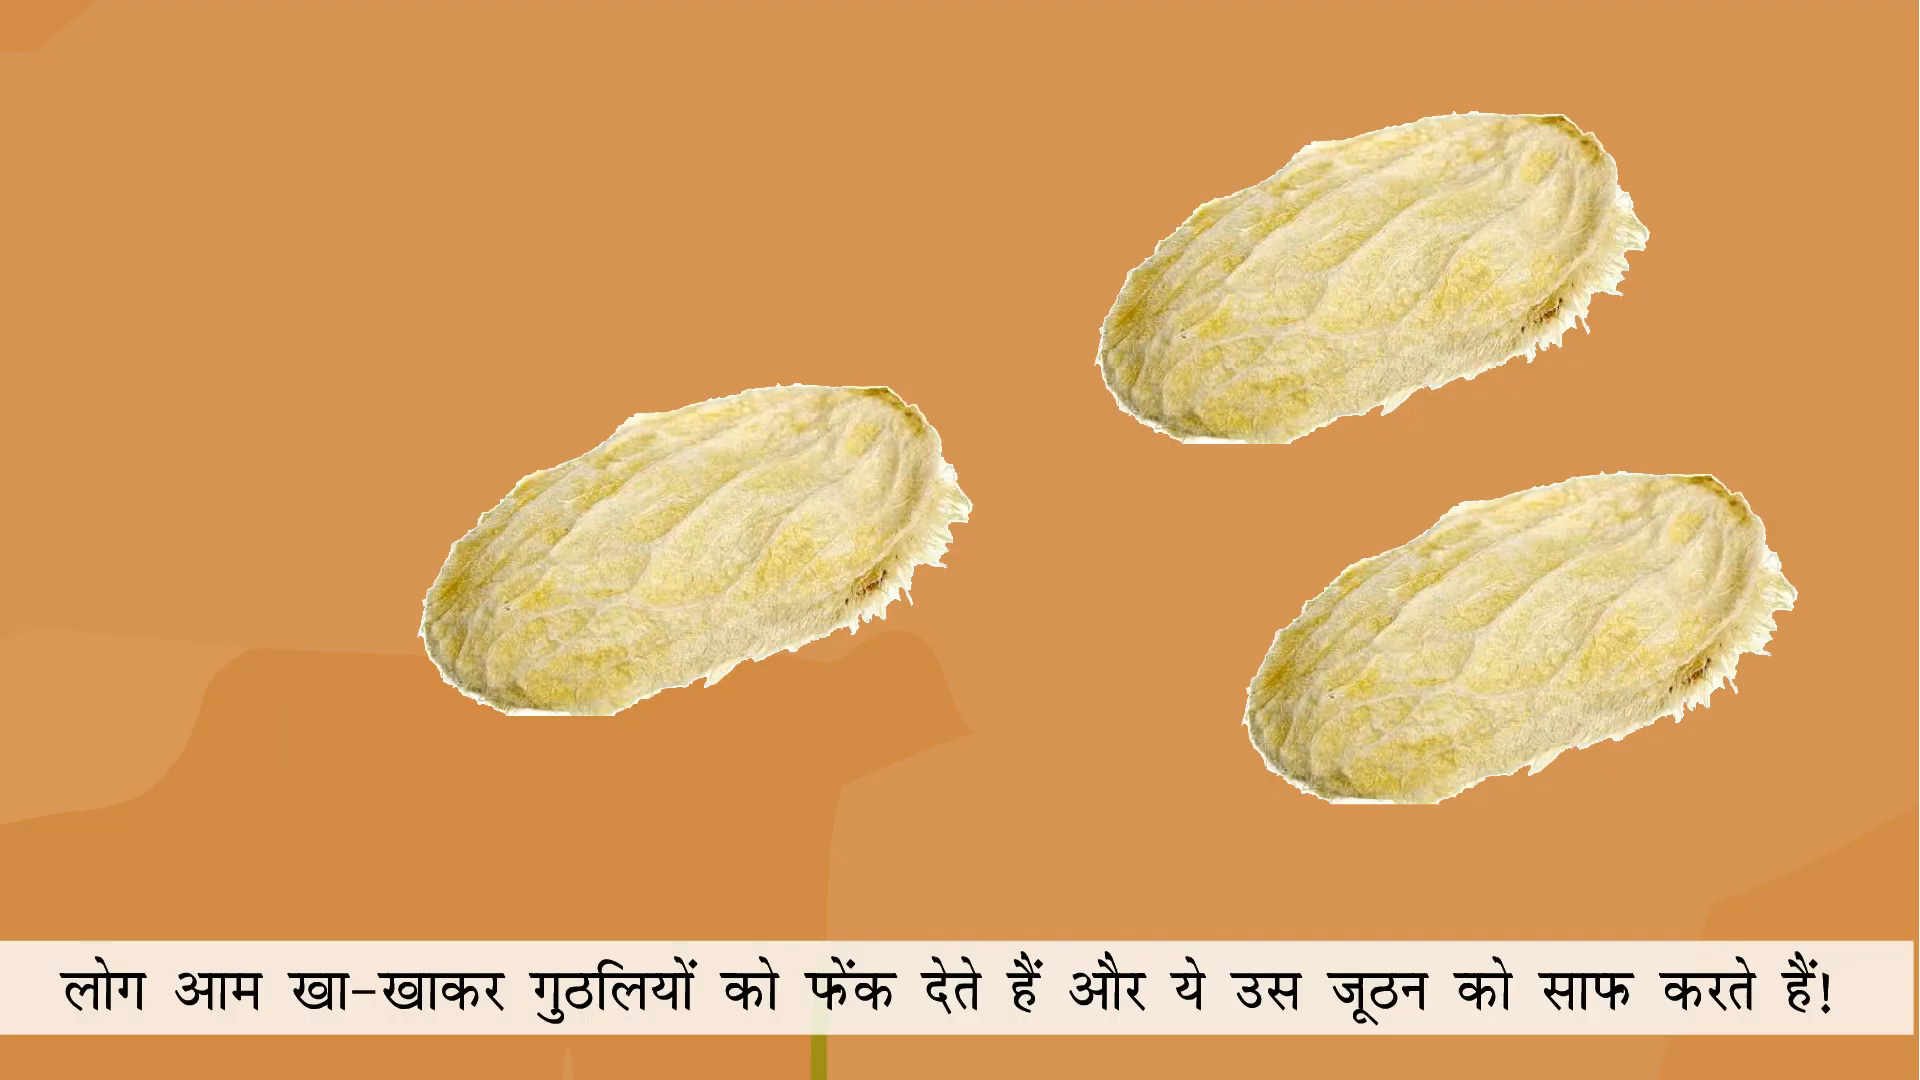 लोग आम खा-खाकर गुठलियों को फेंक देते हैं और ये उस जूठन को साफ करते हैं!